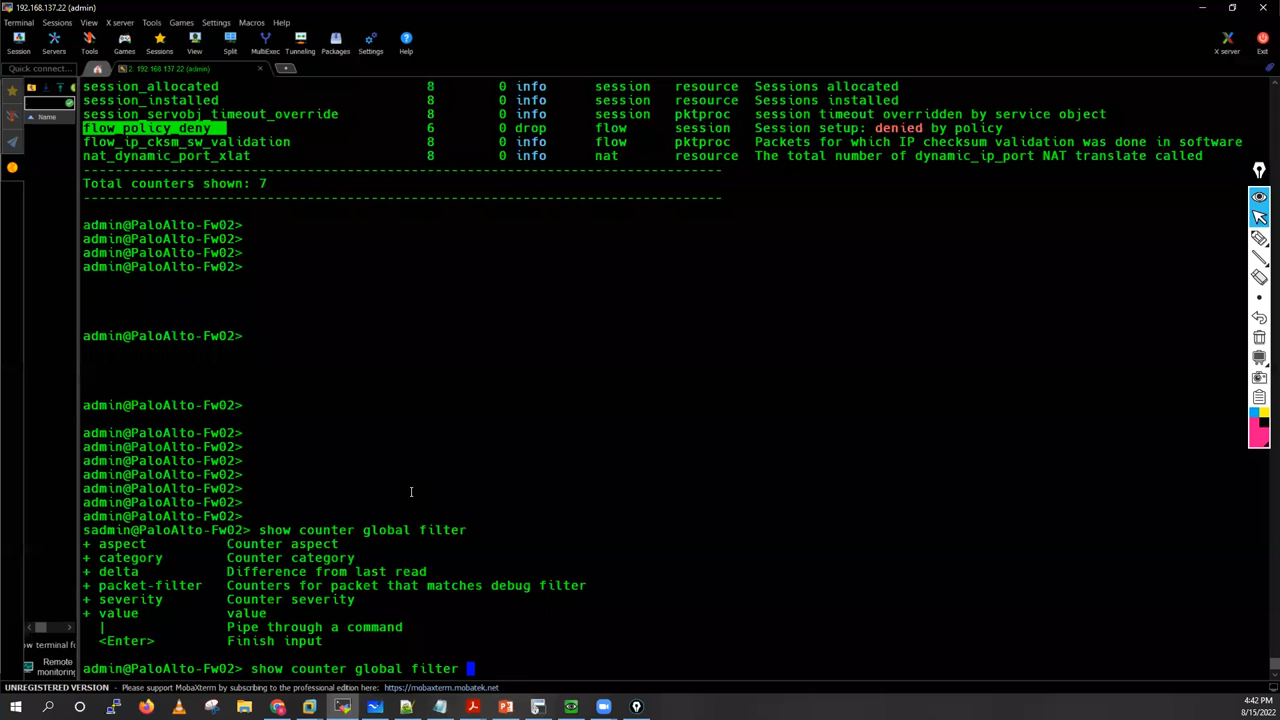 192.168.137.22 (admin)
Terminal Sessions View X server Tools Games Settings Macros Help
Session Servers Tools Games Sessions View Split MultiExec Tunneling Packages Settings Help X server Exit
Quick connect... 2. 192.168.137.22 (admin)
Name
session_allocated 8 0 info session resource Sessions allocated
session_installed 8 0 info session resource Sessions installed
session_servobj_timeout_override 8 0 info session pktproc session timeout overridden by service object
flow_policy_deny 6 0 drop flow session Session setup: denied by policy
flow_ip_cksm_sw_validation 8 0 info flow pktproc Packets for which IP checksum validation was done in software
nat_dynamic_port_xlat 8 0 info nat resource The total number of dynamic_ip_port NAT translate called
--------------------------------------------------------------------------------
Total counters shown: 7
--------------------------------------------------------------------------------
admin@PaloAlto-Fw02>
admin@PaloAlto-Fw02>
admin@PaloAlto-Fw02>
admin@PaloAlto-Fw02>
admin@PaloAlto-Fw02>
admin@PaloAlto-Fw02>
admin@PaloAlto-Fw02>
admin@PaloAlto-Fw02>
admin@PaloAlto-Fw02>
admin@PaloAlto-Fw02>
admin@PaloAlto-Fw02>
admin@PaloAlto-Fw02>
admin@PaloAlto-Fw02>
sadmin@PaloAlto-Fw02> show counter global filter
+ aspect Counter aspect
+ category Counter category
+ delta Difference from last read
+ packet-filter Counters for packet that matches debug filter
+ severity Counter severity
+ value value
| Pipe through a command
<Enter> Finish input
admin@PaloAlto-Fw02> show counter global filter
ow terminal fo
Remote
monitoring
UNREGISTERED VERSION - Please support MobaXterm by subscribing to the professional edition here: https://mobaxterm.mobatek.net
4:42 PM
8/15/2022